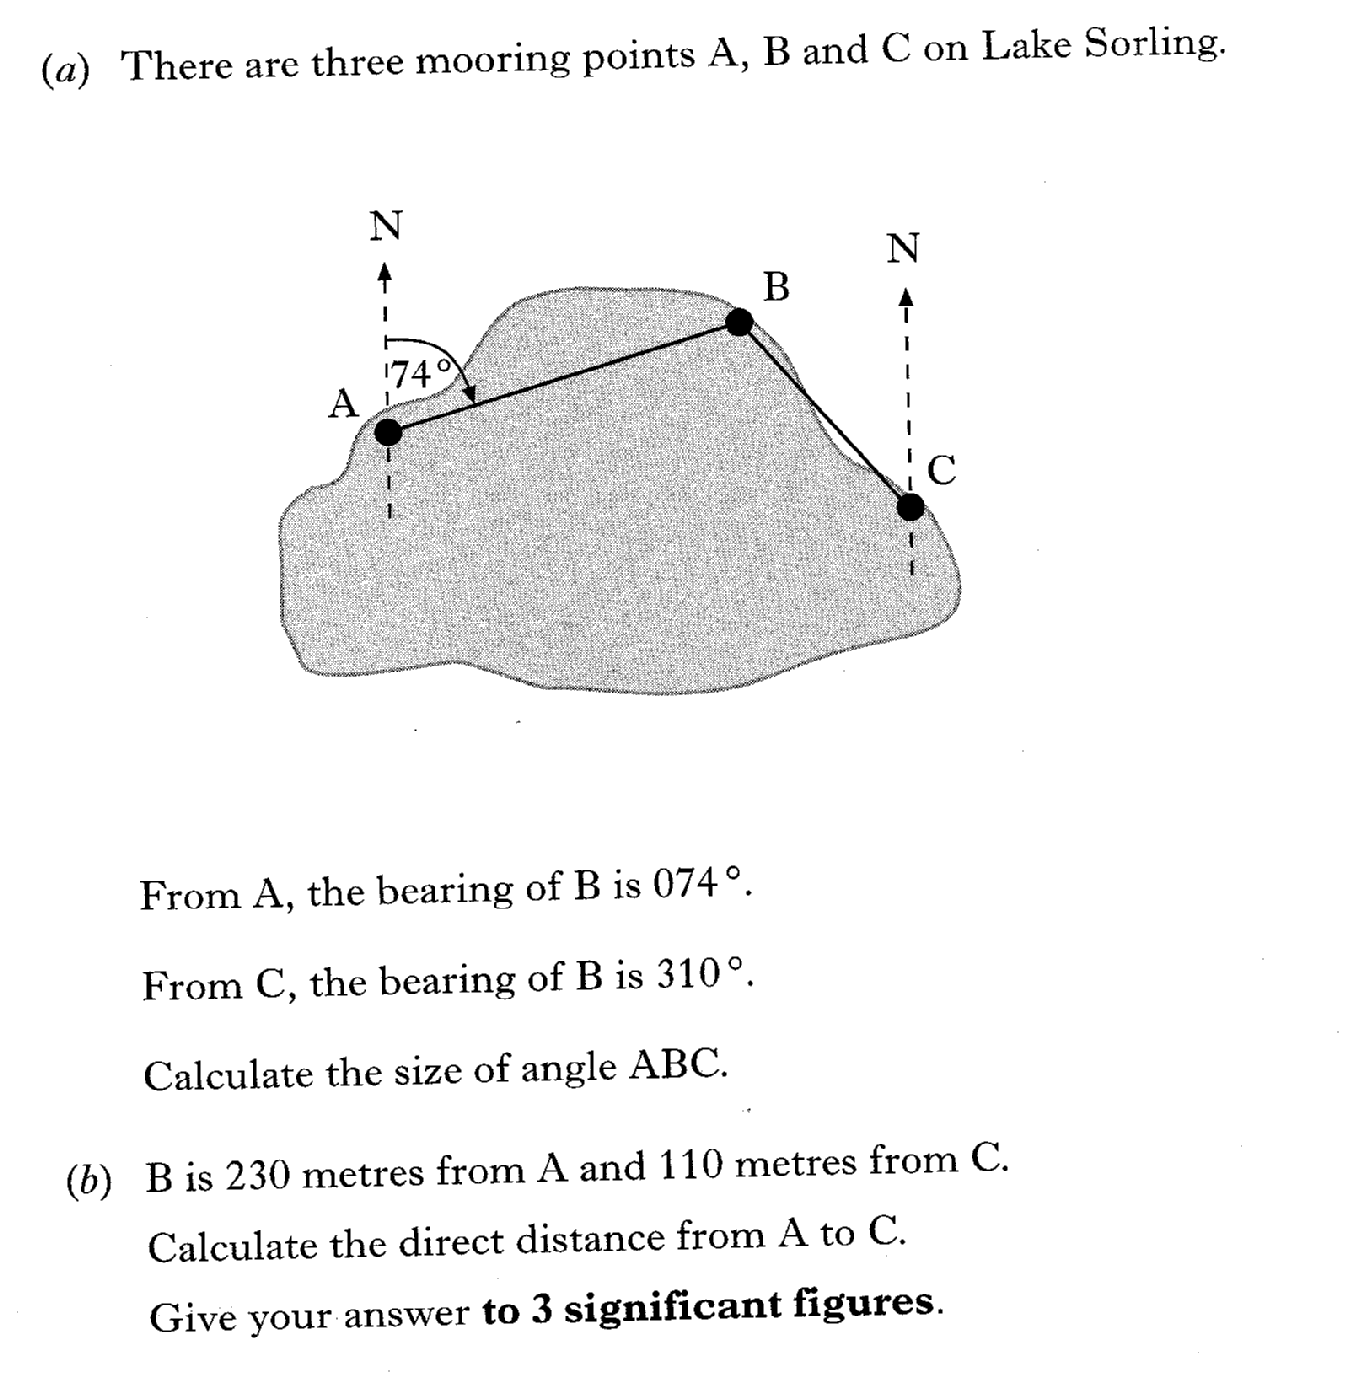 (a) There are three mooring points A, B and C on Lake Sorling.
N
N
B
74°
A
C
From A, the bearing of B is 074°.
From C, the bearing of B is 310°.
Calculate the size of angle ABC.
(b) B is 230 metres from A and 110 metres from C.
Calculate the direct distance from A to C.
Give your answer to 3 significant figures.